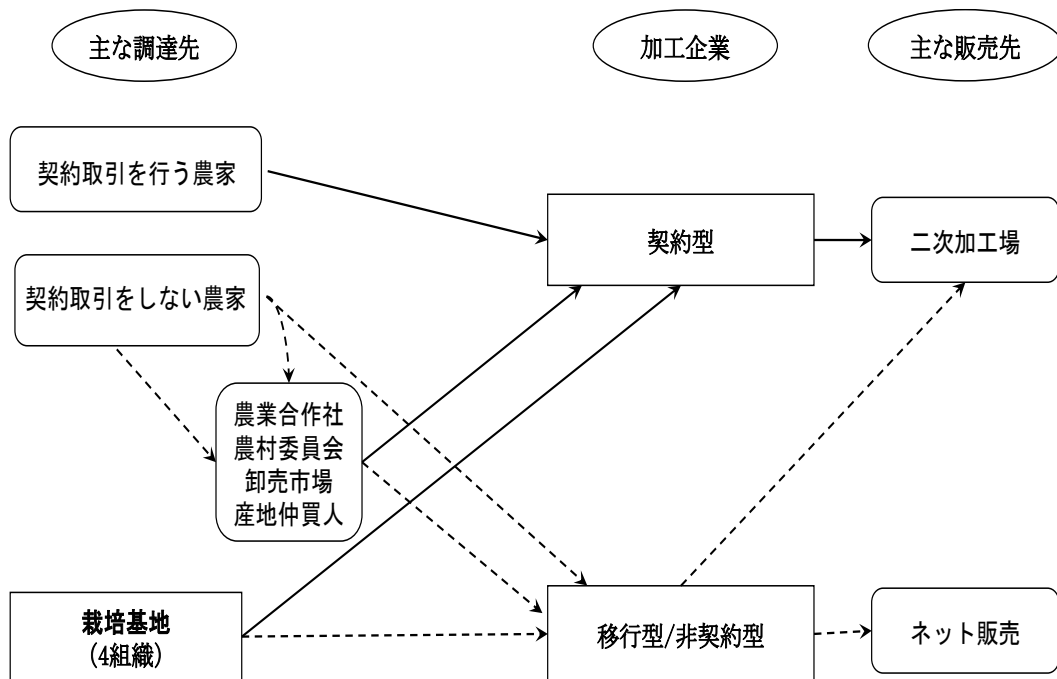 主な調達先
加工企業
主な販売先
契約取引を行う農家
契約型
二次加工場
契約取引をしない農家
農業合作社
農村委員会
卸売市場
産地仲買人
栽培基地
(4組織)
移行型/非契約型
ネット販売